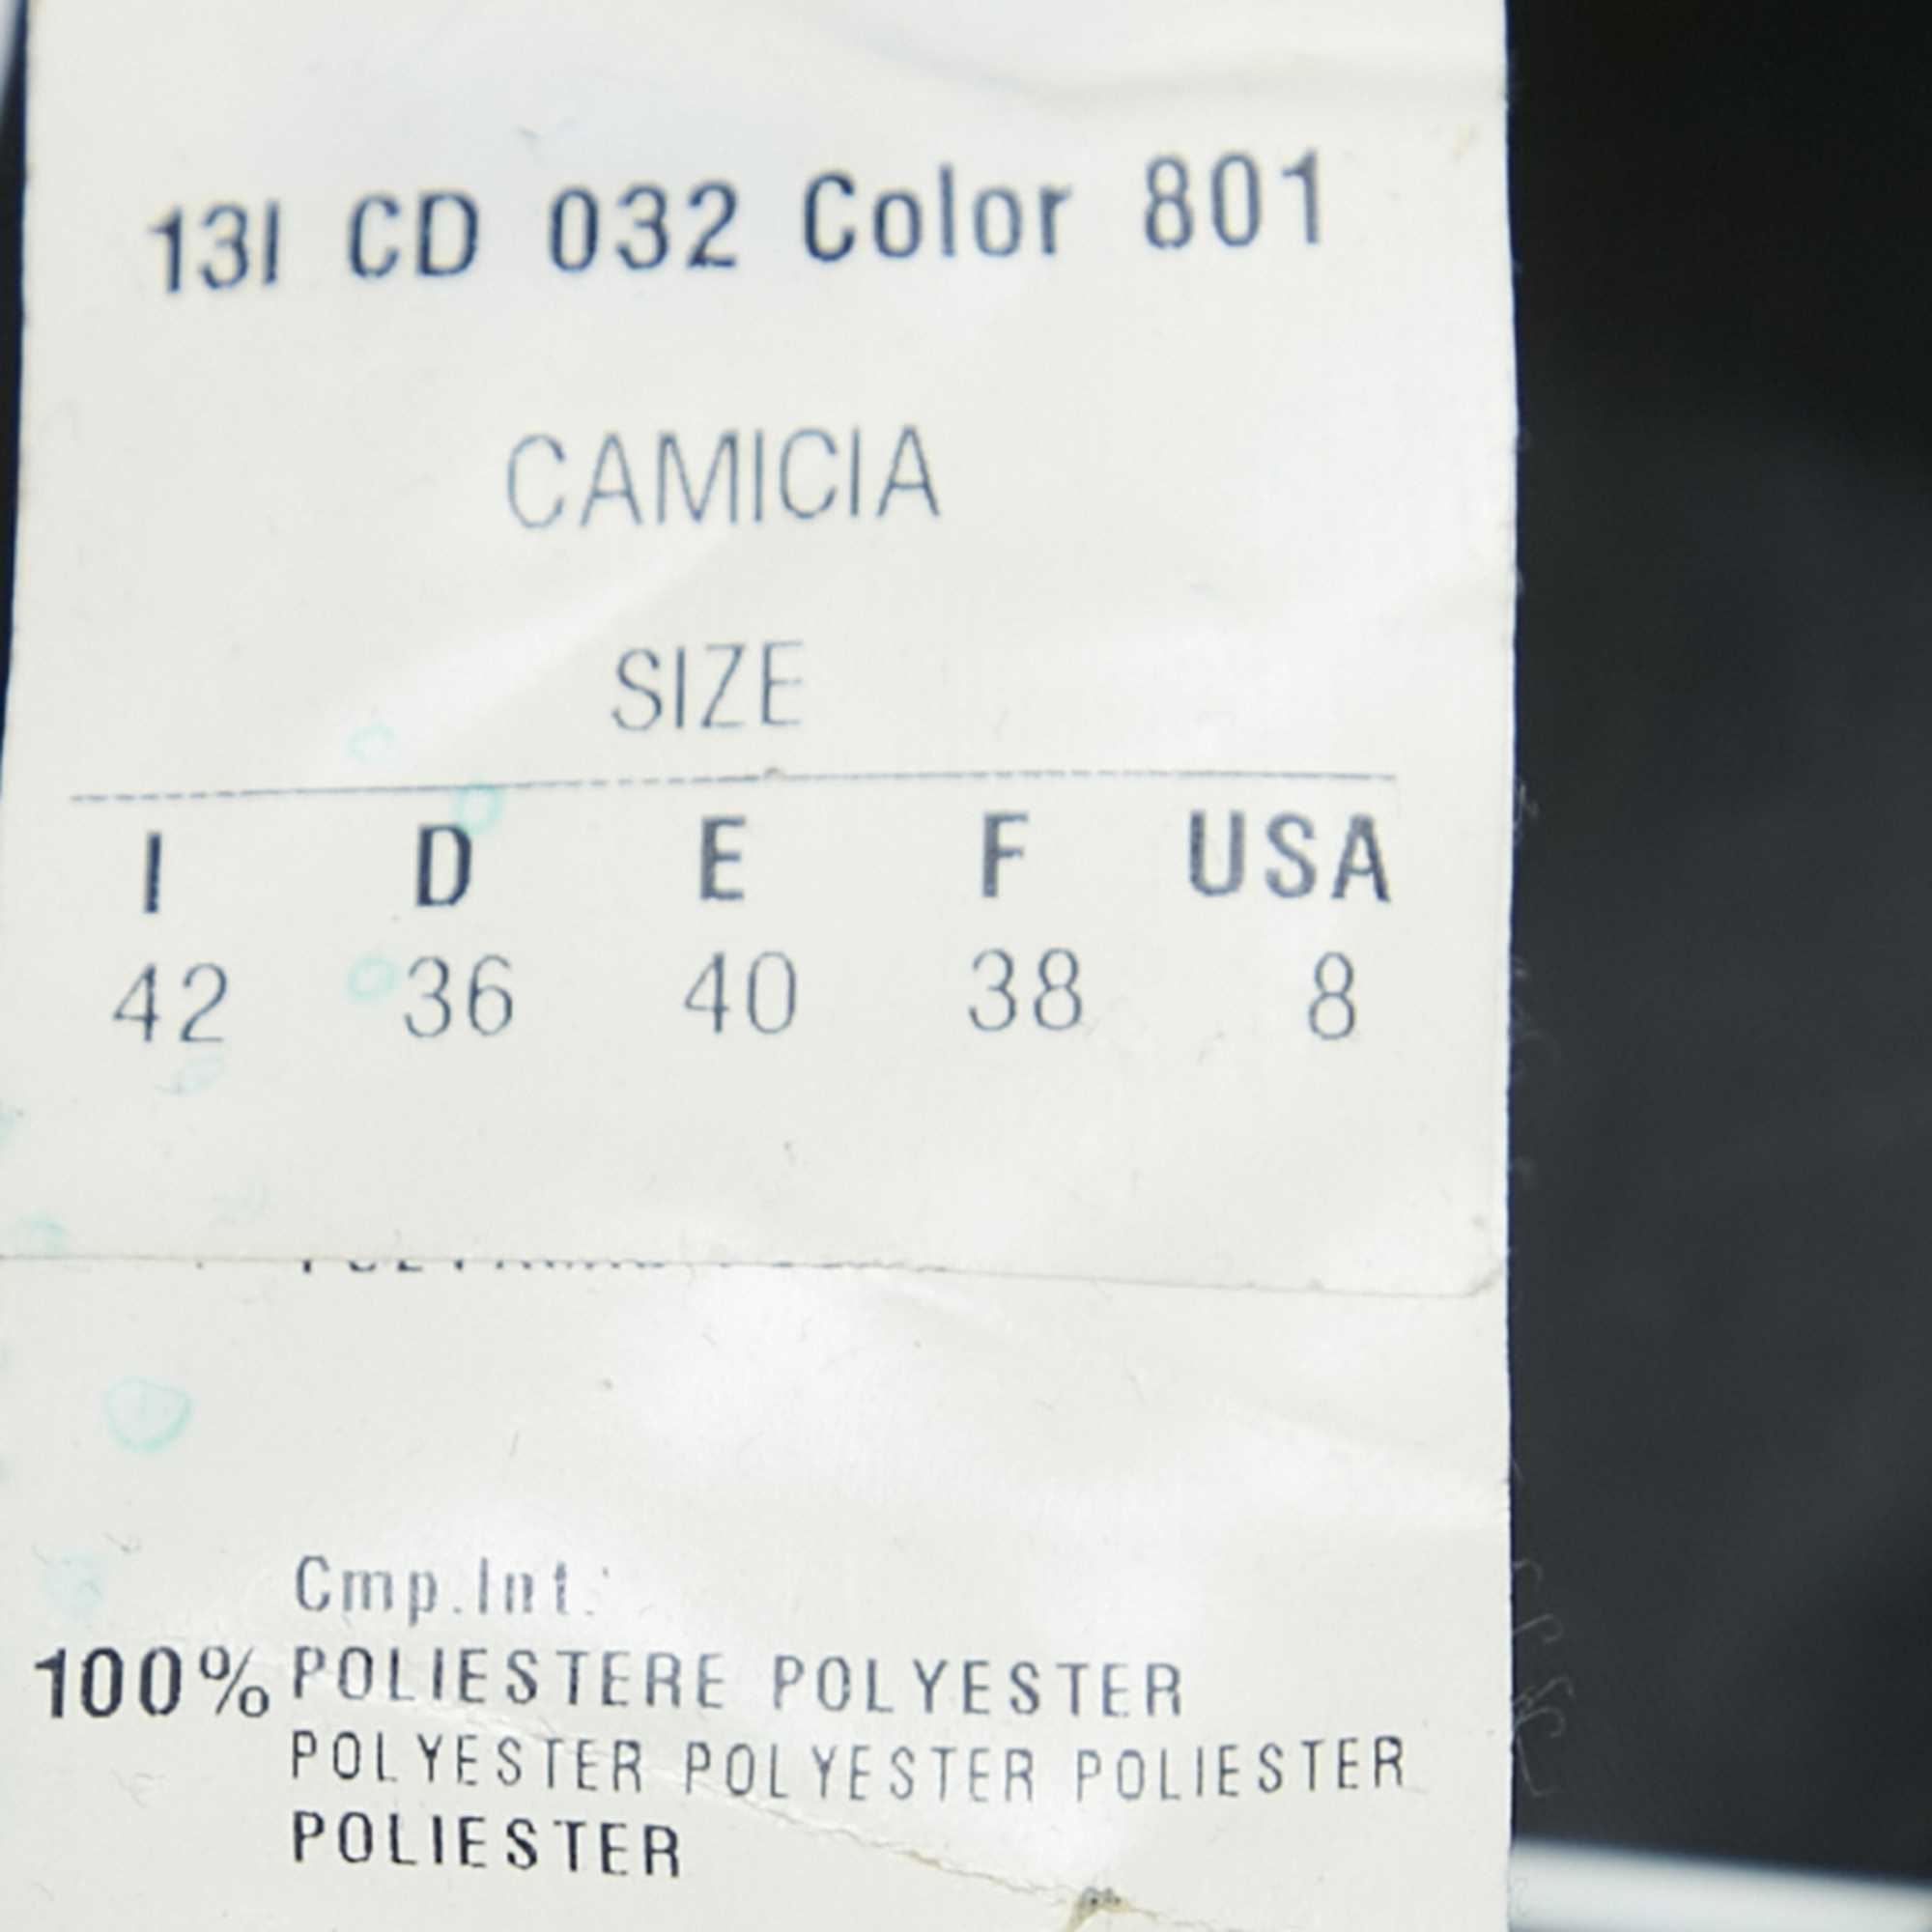 13I CD 032 Color 801
CAMICIA
SIZE
I D E F USA
42 36 40 38 8
Cmp.Int.:
100% POLIESTERE POLYESTER
POLYESTER POLYESTER POLIESTER
POLIESTER